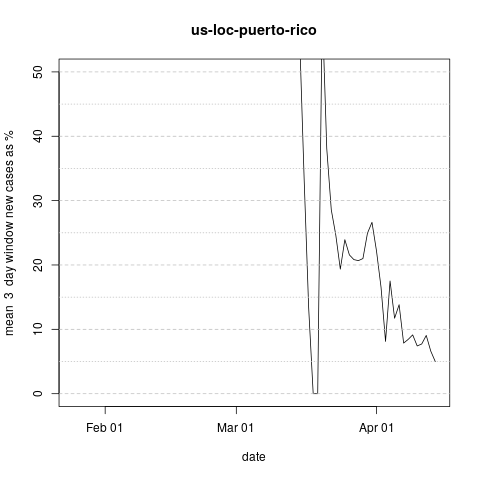 us-loc-puerto-rico
mean  3  day window new cases as %
50
40
30
20
10
0
Feb 01
Mar 01
Apr 01
date